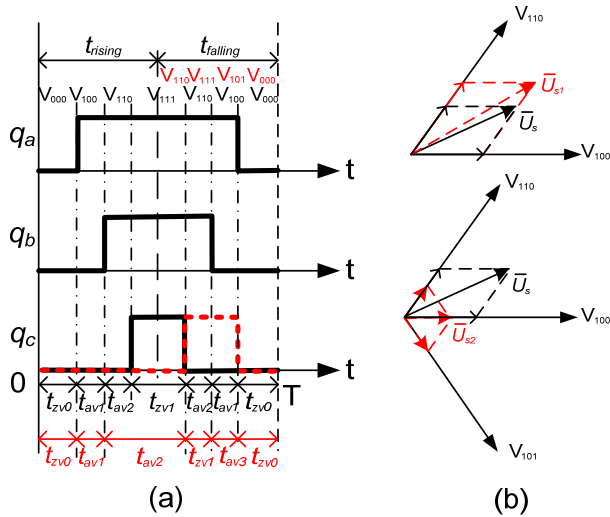 t_rising t_falling
V110 V111 V101 V000
V000 V100 V110 V111 V110 V100 V000
q_a t
q_b t
q_c t
0 T
t_zv0 t_av1 t_av2 t_zv1 t_av2 t_av1 t_zv0
t_zv0 t_av1 t_av2 t_zv1 t_av3 t_zv0
(a)
V110
Ū_s1
Ū_s
V100
V110
Ū_s
V100
Ū_s2
V101
(b)